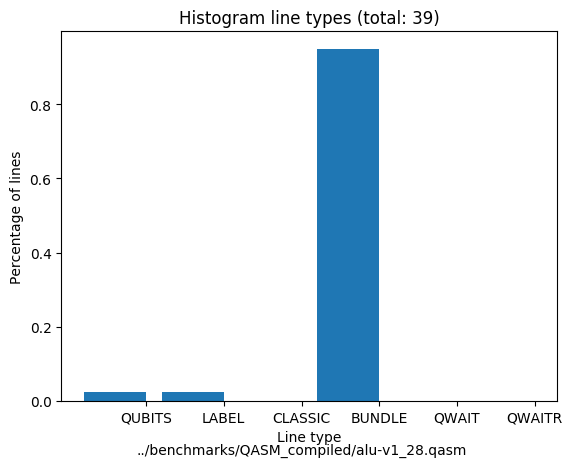 Histogram line types (total: 39)
Percentage of lines
0.8
0.6
0.4
0.2
0.0
QUBITS LABEL CLASSIC BUNDLE QWAIT QWAITR
Line type
../benchmarks/QASM_compiled/alu-v1_28.qasm